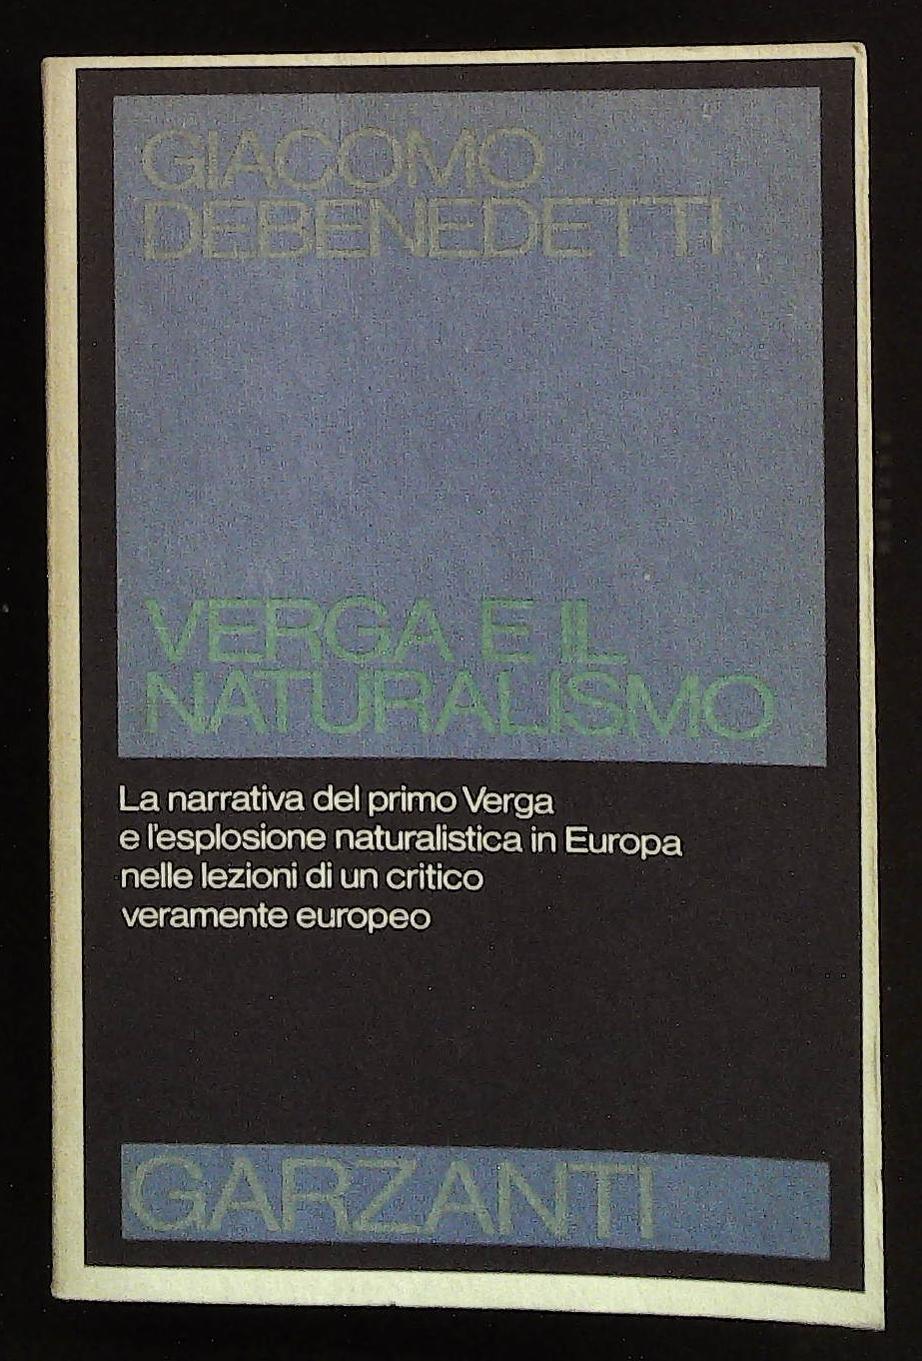 GIACOMO
DEBENEDETTI
VERGA E IL
NATURALISMO
La narrativa del primo Verga
e l'esplosione naturalistica in Europa
nelle lezioni di un critico
veramente europeo
GARZANTI